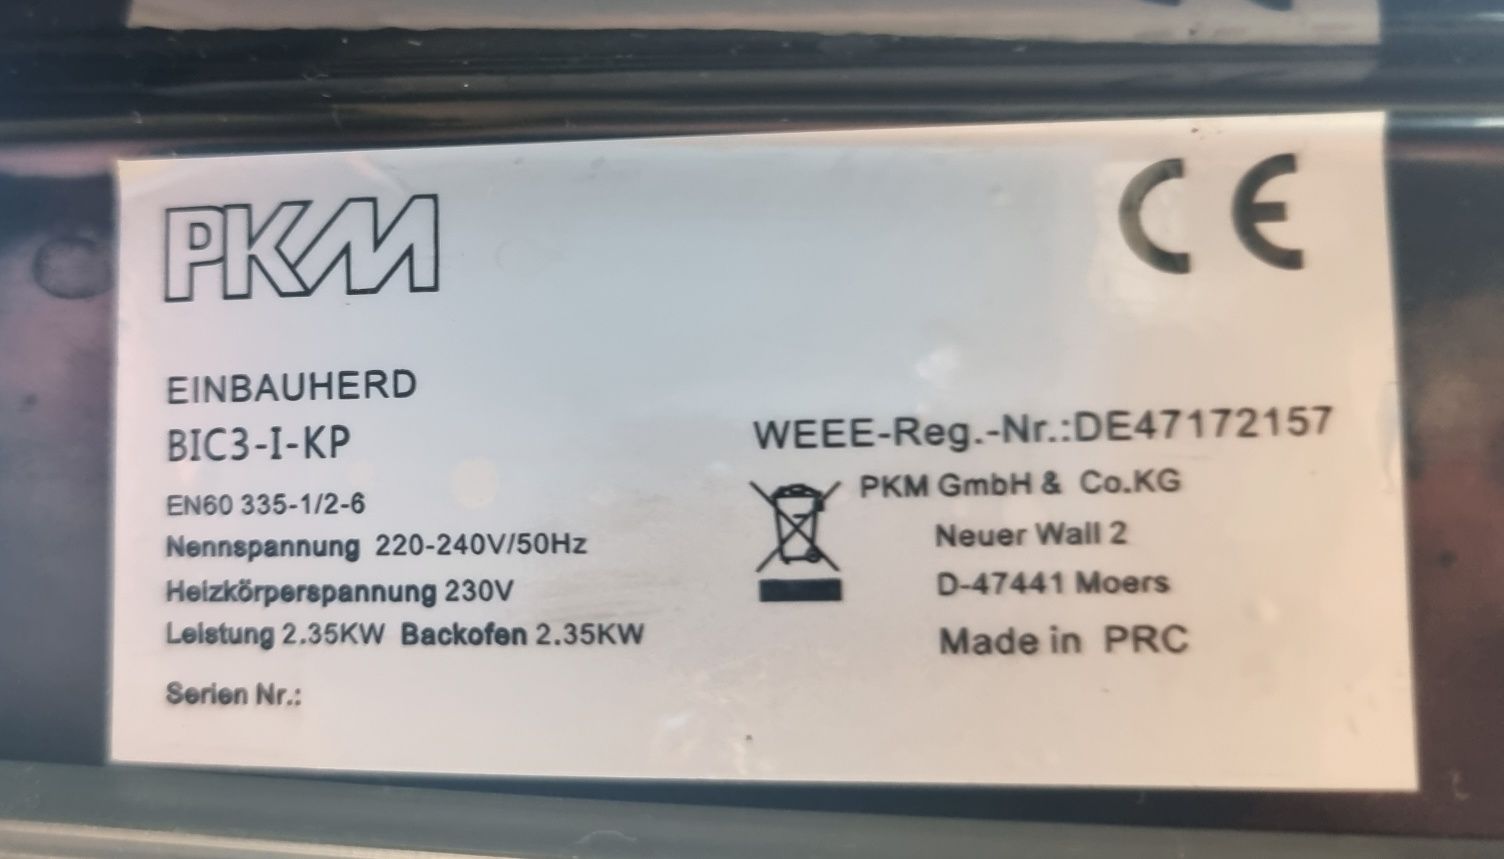 PKM
CE
EINBAUHERD
BIC3-I-KP
EN60 335-1/2-6
Nennspannung 220-240V/50Hz
Heizkörperspannung 230V
Leistung 2.35KW Backofen 2.35KW
Serien Nr.:
WEEE-Reg.-Nr.:DE47172157
PKM GmbH & Co.KG
Neuer Wall 2
D-47441 Moers
Made in PRC